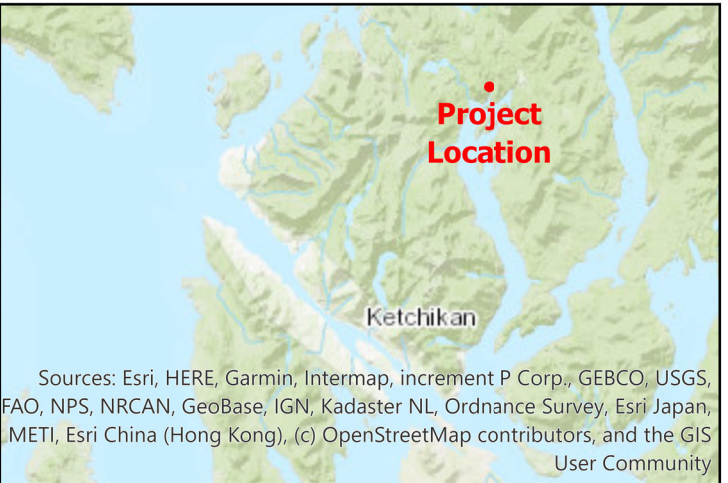 Project
Location
Ketchikan
Sources: Esri, HERE, Garmin, Intermap, increment P Corp., GEBCO, USGS,
FAO, NPS, NRCAN, GeoBase, IGN, Kadaster NL, Ordnance Survey, Esri Japan,
METI, Esri China (Hong Kong), (c) OpenStreetMap contributors, and the GIS
User Community